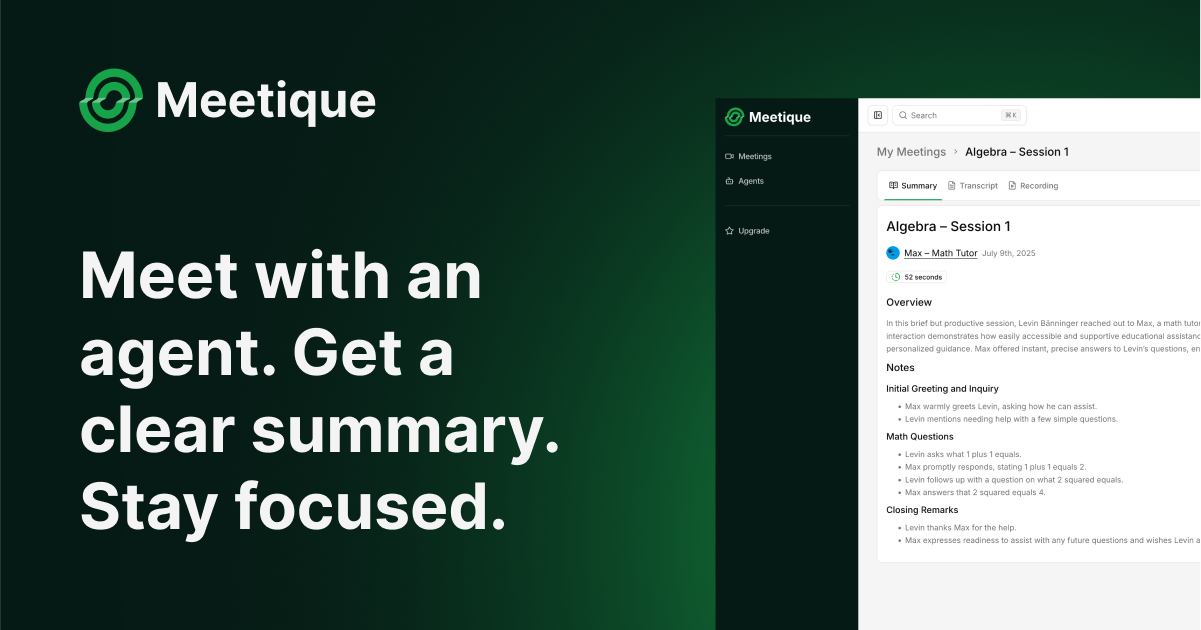 Meetique
Meet with an
agent. Get a
clear summary.
Stay focused.
Meetique
Meetings
Agents
Upgrade
Search
⌘K
My Meetings › Algebra – Session 1
Summary
Transcript
Recording
Algebra – Session 1
Max – Math Tutor July 9th, 2025
52 seconds
Overview
In this brief but productive session, Levin Bänninger reached out to Max, a math
interaction demonstrates how easily accessible and supportive educational
personalized guidance. Max offered instant, precise answers to Levin's questions,
Notes
Initial Greeting and Inquiry
• Max warmly greets Levin, asking how he can assist.
• Levin mentions needing help with a few simple questions.
Math Questions
• Levin asks what 1 plus 1 equals.
• Max promptly responds, stating 1 plus 1 equals 2.
• Levin follows up with a question on what 2 squared equals.
• Max answers that 2 squared equals 4.
Closing Remarks
• Levin thanks Max for the help.
• Max expresses readiness to assist with any future questions and wishes Levin